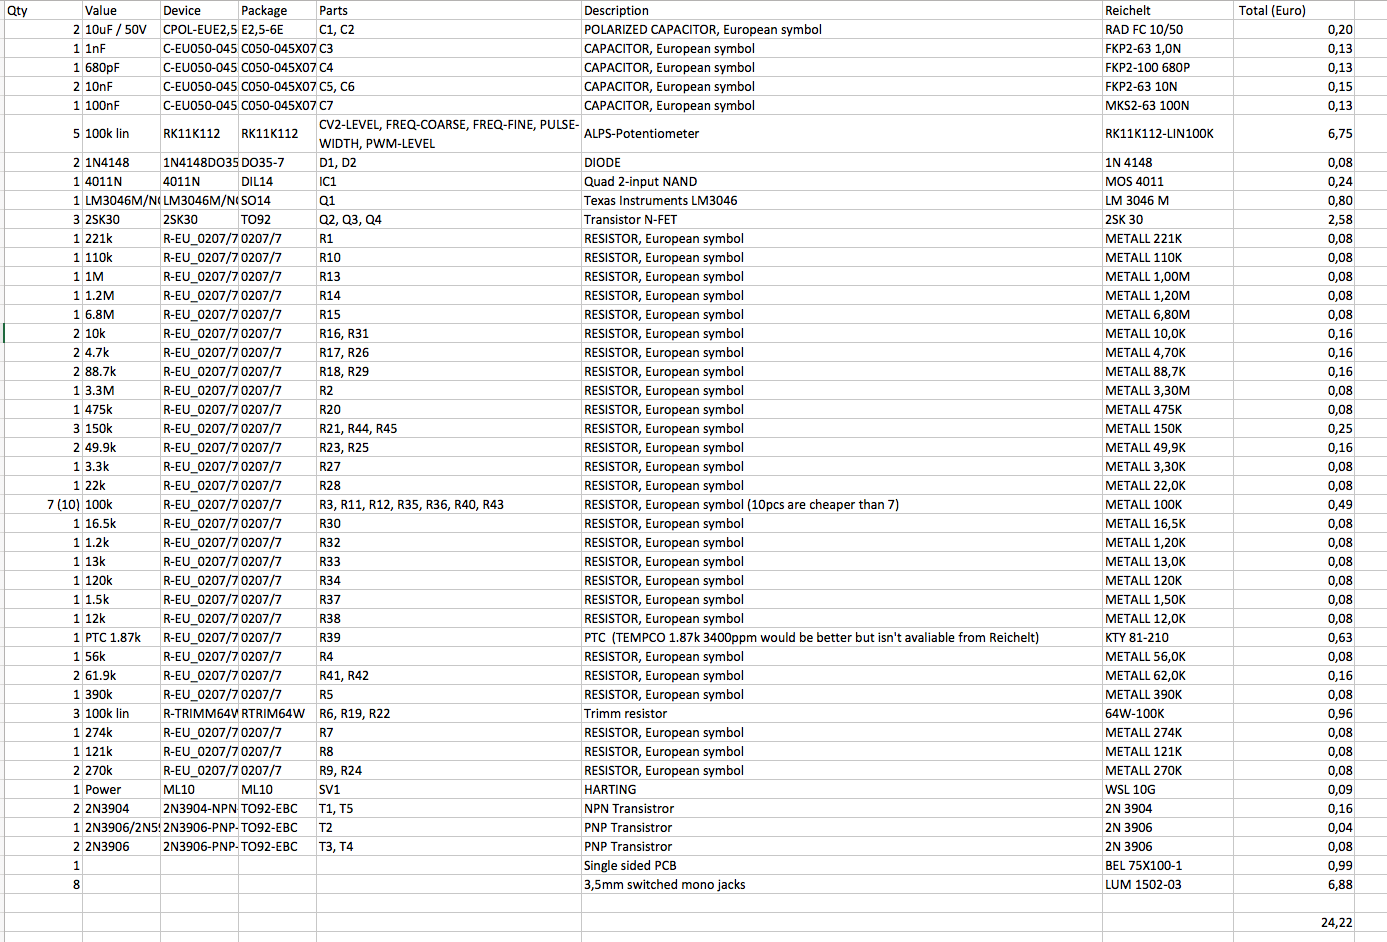 Qty Value Device Package Parts Description Reichelt Total (Euro)
2 10uF / 50V CPOL-EUE2,5 E2,5-6E C1, C2 POLARIZED CAPACITOR, European symbol RAD FC 10/50 0,20
1 1nF C-EU050-045 C050-045X07 C3 CAPACITOR, European symbol FKP2-63 1,0N 0,13
1 680pF C-EU050-045 C050-045X07 C4 CAPACITOR, European symbol FKP2-100 680P 0,13
2 10nF C-EU050-045 C050-045X07 C5, C6 CAPACITOR, European symbol FKP2-63 10N 0,15
1 100nF C-EU050-045 C050-045X07 C7 CAPACITOR, European symbol MKS2-63 100N 0,13
5 100k lin RK11K112 RK11K112 CV2-LEVEL, FREQ-COARSE, FREQ-FINE, PULSE-
WIDTH, PWM-LEVEL ALPS-Potentiometer RK11K112-LIN100K 6,75
2 1N4148 1N4148DO35 DO35-7 D1, D2 DIODE 1N 4148 0,08
1 4011N 4011N DIL14 IC1 Quad 2-input NAND MOS 4011 0,24
1 LM3046M/N LM3046M/N SO14 Q1 Texas Instruments LM3046 LM 3046 M 0,80
3 2SK30 2SK30 TO92 Q2, Q3, Q4 Transistor N-FET 2SK 30 2,58
1 221k R-EU_0207/7 0207/7 R1 RESISTOR, European symbol METALL 221K 0,08
1 110k R-EU_0207/7 0207/7 R10 RESISTOR, European symbol METALL 110K 0,08
1 1M R-EU_0207/7 0207/7 R13 RESISTOR, European symbol METALL 1,00M 0,08
1 1.2M R-EU_0207/7 0207/7 R14 RESISTOR, European symbol METALL 1,20M 0,08
1 6.8M R-EU_0207/7 0207/7 R15 RESISTOR, European symbol METALL 6,80M 0,08
2 10k R-EU_0207/7 0207/7 R16, R31 RESISTOR, European symbol METALL 10,0K 0,16
2 4.7k R-EU_0207/7 0207/7 R17, R26 RESISTOR, European symbol METALL 4,70K 0,16
2 88.7k R-EU_0207/7 0207/7 R18, R29 RESISTOR, European symbol METALL 88,7K 0,16
1 3.3M R-EU_0207/7 0207/7 R2 RESISTOR, European symbol METALL 3,30M 0,08
1 475k R-EU_0207/7 0207/7 R20 RESISTOR, European symbol METALL 475K 0,08
3 150k R-EU_0207/7 0207/7 R21, R44, R45 RESISTOR, European symbol METALL 150K 0,25
2 49.9k R-EU_0207/7 0207/7 R23, R25 RESISTOR, European symbol METALL 49,9K 0,16
1 3.3k R-EU_0207/7 0207/7 R27 RESISTOR, European symbol METALL 3,30K 0,08
1 22k R-EU_0207/7 0207/7 R28 RESISTOR, European symbol METALL 22,0K 0,08
7 (10) 100k R-EU_0207/7 0207/7 R3, R11, R12, R35, R36, R40, R43 RESISTOR, European symbol (10pcs are cheaper than 7) METALL 100K 0,49
1 16.5k R-EU_0207/7 0207/7 R30 RESISTOR, European symbol METALL 16,5K 0,08
1 1.2k R-EU_0207/7 0207/7 R32 RESISTOR, European symbol METALL 1,20K 0,08
1 13k R-EU_0207/7 0207/7 R33 RESISTOR, European symbol METALL 13,0K 0,08
1 120k R-EU_0207/7 0207/7 R34 RESISTOR, European symbol METALL 120K 0,08
1 1.5k R-EU_0207/7 0207/7 R37 RESISTOR, European symbol METALL 1,50K 0,08
1 12k R-EU_0207/7 0207/7 R38 RESISTOR, European symbol METALL 12,0K 0,08
1 PTC 1.87k R-EU_0207/7 0207/7 R39 PTC (TEMPCO 1.87k 3400ppm would be better but isn't avaliable from Reichelt) KTY 81-210 0,63
1 56k R-EU_0207/7 0207/7 R4 RESISTOR, European symbol METALL 56,0K 0,08
2 61.9k R-EU_0207/7 0207/7 R41, R42 RESISTOR, European symbol METALL 62,0K 0,16
1 390k R-EU_0207/7 0207/7 R5 RESISTOR, European symbol METALL 390K 0,08
3 100k lin R-TRIMM64W RTRIM64W R6, R19, R22 Trimm resistor 64W-100K 0,96
1 274k R-EU_0207/7 0207/7 R7 RESISTOR, European symbol METALL 274K 0,08
1 121k R-EU_0207/7 0207/7 R8 RESISTOR, European symbol METALL 121K 0,08
2 270k R-EU_0207/7 0207/7 R9, R24 RESISTOR, European symbol METALL 270K 0,08
1 Power ML10 ML10 SV1 HARTING WSL 10G 0,09
2 2N3904 2N3904-NPN TO92-EBC T1, T5 NPN Transistror 2N 3904 0,16
1 2N3906/2N5 2N3906-PNP- TO92-EBC T2 PNP Transistror 2N 3906 0,04
2 2N3906 2N3906-PNP- TO92-EBC T3, T4 PNP Transistror 2N 3906 0,08
1 Single sided PCB BEL 75X100-1 0,99
8 3,5mm switched mono jacks LUM 1502-03 6,88
24,22